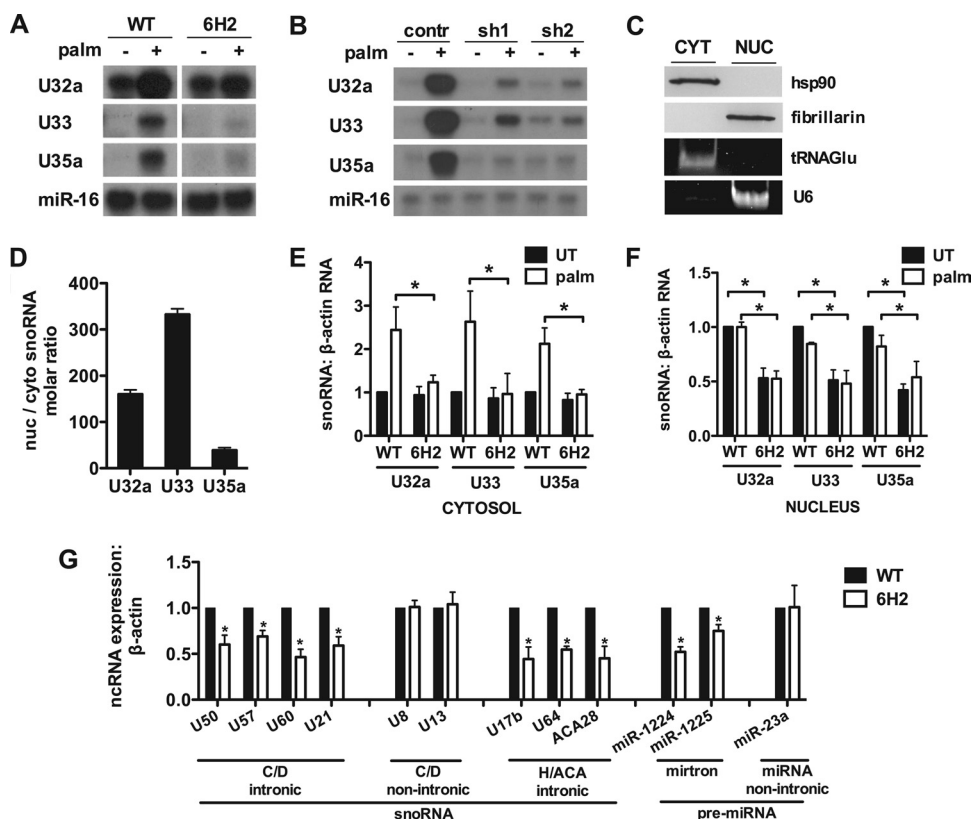 A
WT 6H2
palm - + - +
U32a
U33
U35a
miR-16
B
contr sh1 sh2
palm - + - + - +
U32a
U33
U35a
miR-16
C
CYT NUC
hsp90
fibrillarin
tRNAGlu
U6
D
nuc / cyto snoRNA
molar ratio
400
300
200
100
0
U32a U33 U35a
E
UT
palm
snoRNA: β-actin RNA
4
3
2
1
0
* * *
WT 6H2 WT 6H2 WT 6H2
U32a U33 U35a
CYTOSOL
F
UT
palm
snoRNA: β-actin RNA
1.5
1.0
0.5
0.0
* * *
* * *
WT 6H2 WT 6H2 WT 6H2
U32a U33 U35a
NUCLEUS
G
WT
6H2
ncRNA expression:
β-actin
1.5
1.0
0.5
0.0
* * * * * * * * *
U50 U57 U60 U21 U8 U13 U17b U64 ACA28 miR-1224 miR-1225 miR-23a
C/D C/D H/ACA mirtron miRNA
intronic non-intronic intronic non-intronic
snoRNA pre-miRNA